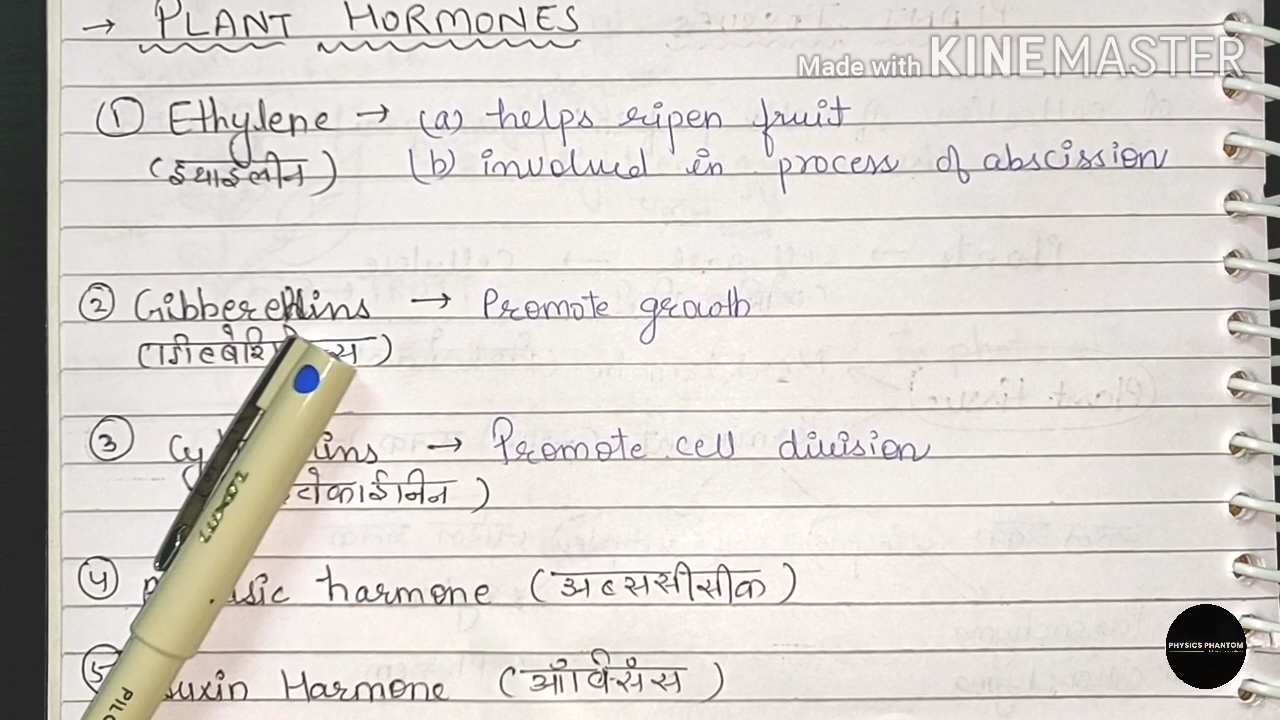 → PLANT HORMONES
Made with KINEMASTER
① Ethylene → (a) helps ripen fruit
(इथाईलीन) (b) involved in process of abscission
② Gibberellins → Promote growth
③ → Promote cell division
④ harmone (अब्ससीसीक)
⑤ Harmone (ऑक्सिंस)
PHYSICS PHANTOM